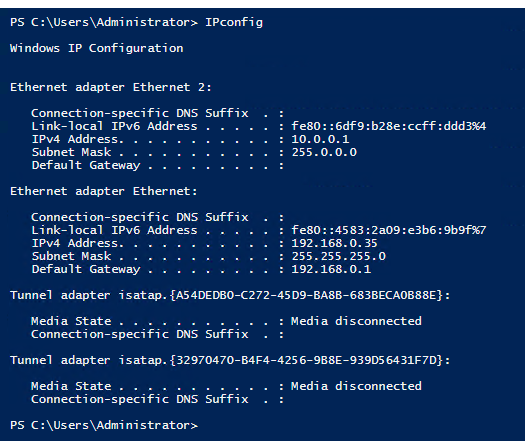 PS C:\Users\Administrator> IPconfig
Windows IP Configuration
Ethernet adapter Ethernet 2:
   Connection-specific DNS Suffix  . :
   Link-local IPv6 Address . . . . . : fe80::6df9:b28e:ccff:ddd3%4
   IPv4 Address. . . . . . . . . . . : 10.0.0.1
   Subnet Mask . . . . . . . . . . . : 255.0.0.0
   Default Gateway . . . . . . . . . :
Ethernet adapter Ethernet:
   Connection-specific DNS Suffix  . :
   Link-local IPv6 Address . . . . . : fe80::4583:2a09:e3b6:9b9f%7
   IPv4 Address. . . . . . . . . . . : 192.168.0.35
   Subnet Mask . . . . . . . . . . . : 255.255.255.0
   Default Gateway . . . . . . . . . : 192.168.0.1
Tunnel adapter isatap.{A54DEDB0-C272-45D9-BA8B-683BECA0B88E}:
   Media State . . . . . . . . . . . : Media disconnected
   Connection-specific DNS Suffix  . :
Tunnel adapter isatap.{32970470-B4F4-4256-9B8E-939D56431F7D}:
   Media State . . . . . . . . . . . : Media disconnected
   Connection-specific DNS Suffix  . :
PS C:\Users\Administrator>